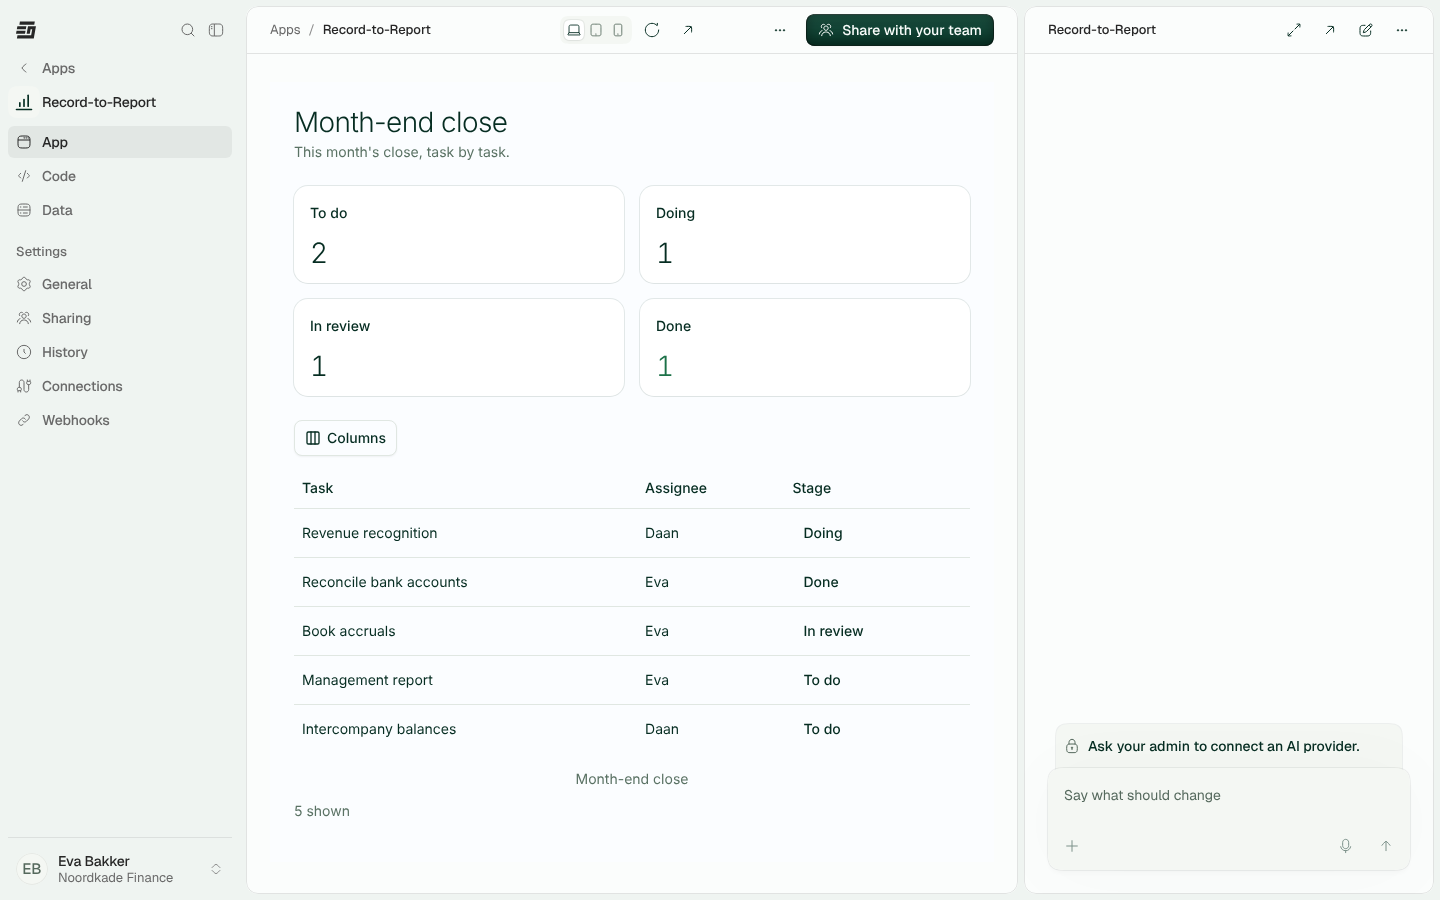 Apps
Record-to-Report
App
Code
Data
Settings
General
Sharing
History
Connections
Webhooks
EB
Eva Bakker
Noordkade Finance
Apps / Record-to-Report
Share with your team
Month-end close
This month's close, task by task.
To do
2
Doing
1
In review
1
Done
1
Columns
Task Assignee Stage
Revenue recognition Daan Doing
Reconcile bank accounts Eva Done
Book accruals Eva In review
Management report Eva To do
Intercompany balances Daan To do
Month-end close
5 shown
Record-to-Report
Ask your admin to connect an AI provider.
Say what should change